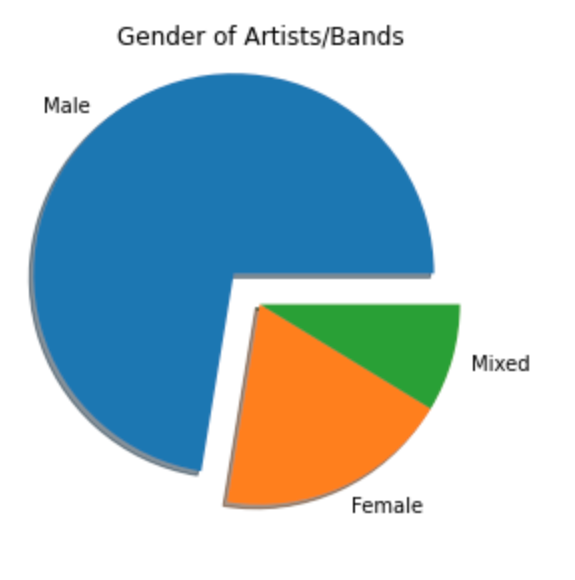 Gender of Artists/Bands
Male
Mixed
Female